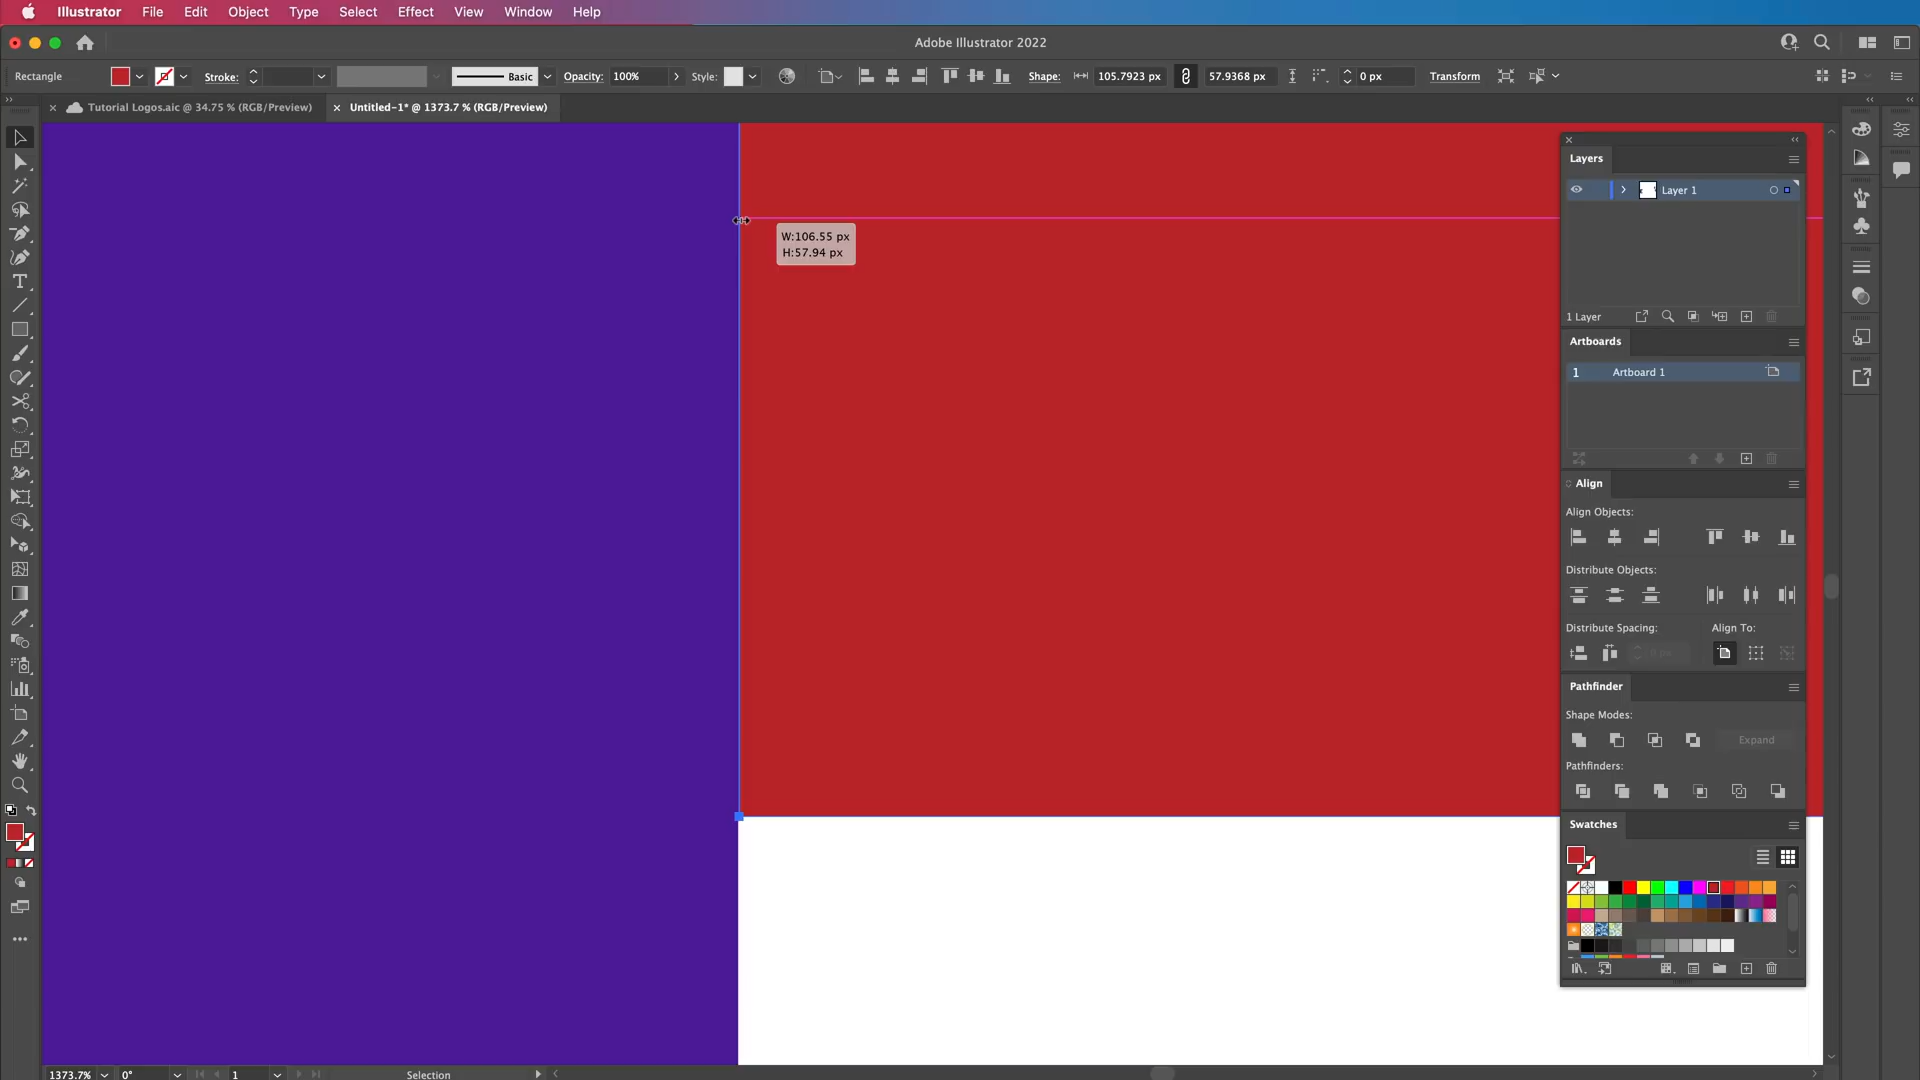 Illustrator File Edit Object Type Select Effect View Window Help
Adobe Illustrator 2022
Rectangle Stroke: Basic Opacity: 100% Style: Shape: 105.7923 px 57.9368 px 0 px Transform
Tutorial Logos.aic @ 34.75 % (RGB/Preview) Untitled-1* @ 1373.7 % (RGB/Preview)
W:106.55 px
H:57.94 px
Layers
Layer 1
1 Layer
Artboards
1 Artboard 1
Align
Align Objects:
Distribute Objects:
Distribute Spacing: Align To:
0 px
Pathfinder
Shape Modes:
Expand
Pathfinders:
Swatches
1373.7% 0° 1 Selection